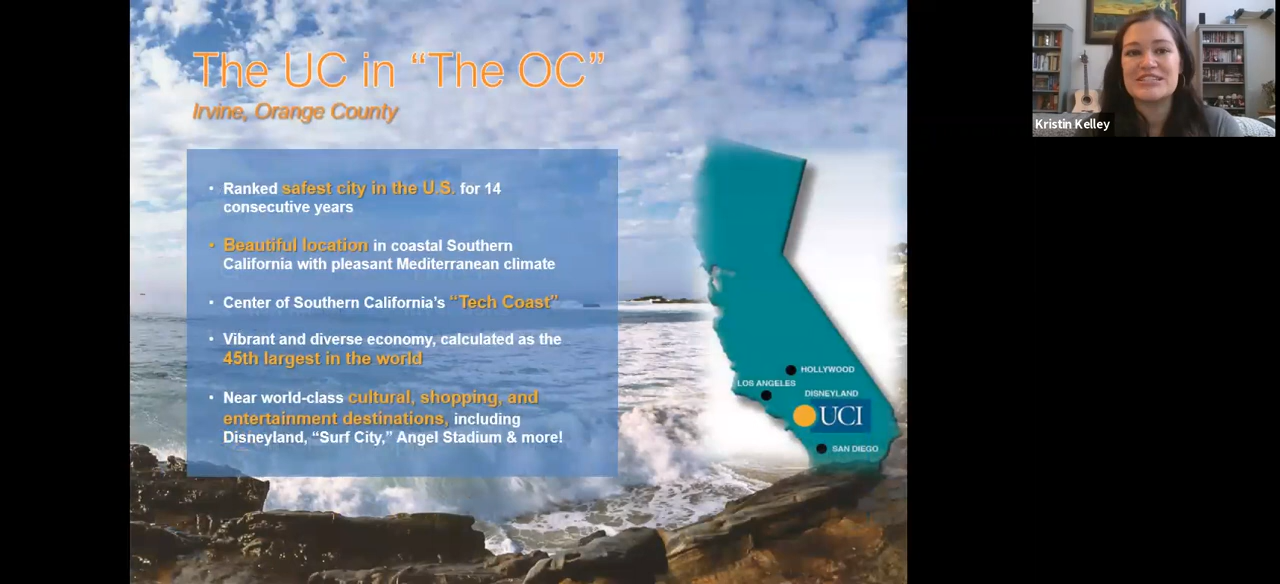 The UC in “The OC”
Irvine, Orange County
• Ranked safest city in the U.S. for 14
consecutive years
• Beautiful location in coastal Southern
California with pleasant Mediterranean climate
• Center of Southern California’s “Tech Coast”
• Vibrant and diverse economy, calculated as the
45th largest in the world
• Near world-class cultural, shopping, and
entertainment destinations, including
Disneyland, “Surf City,” Angel Stadium & more!
HOLLYWOOD
LOS ANGELES
DISNEYLAND
UCI
SAN DIEGO
Kristin Kelley